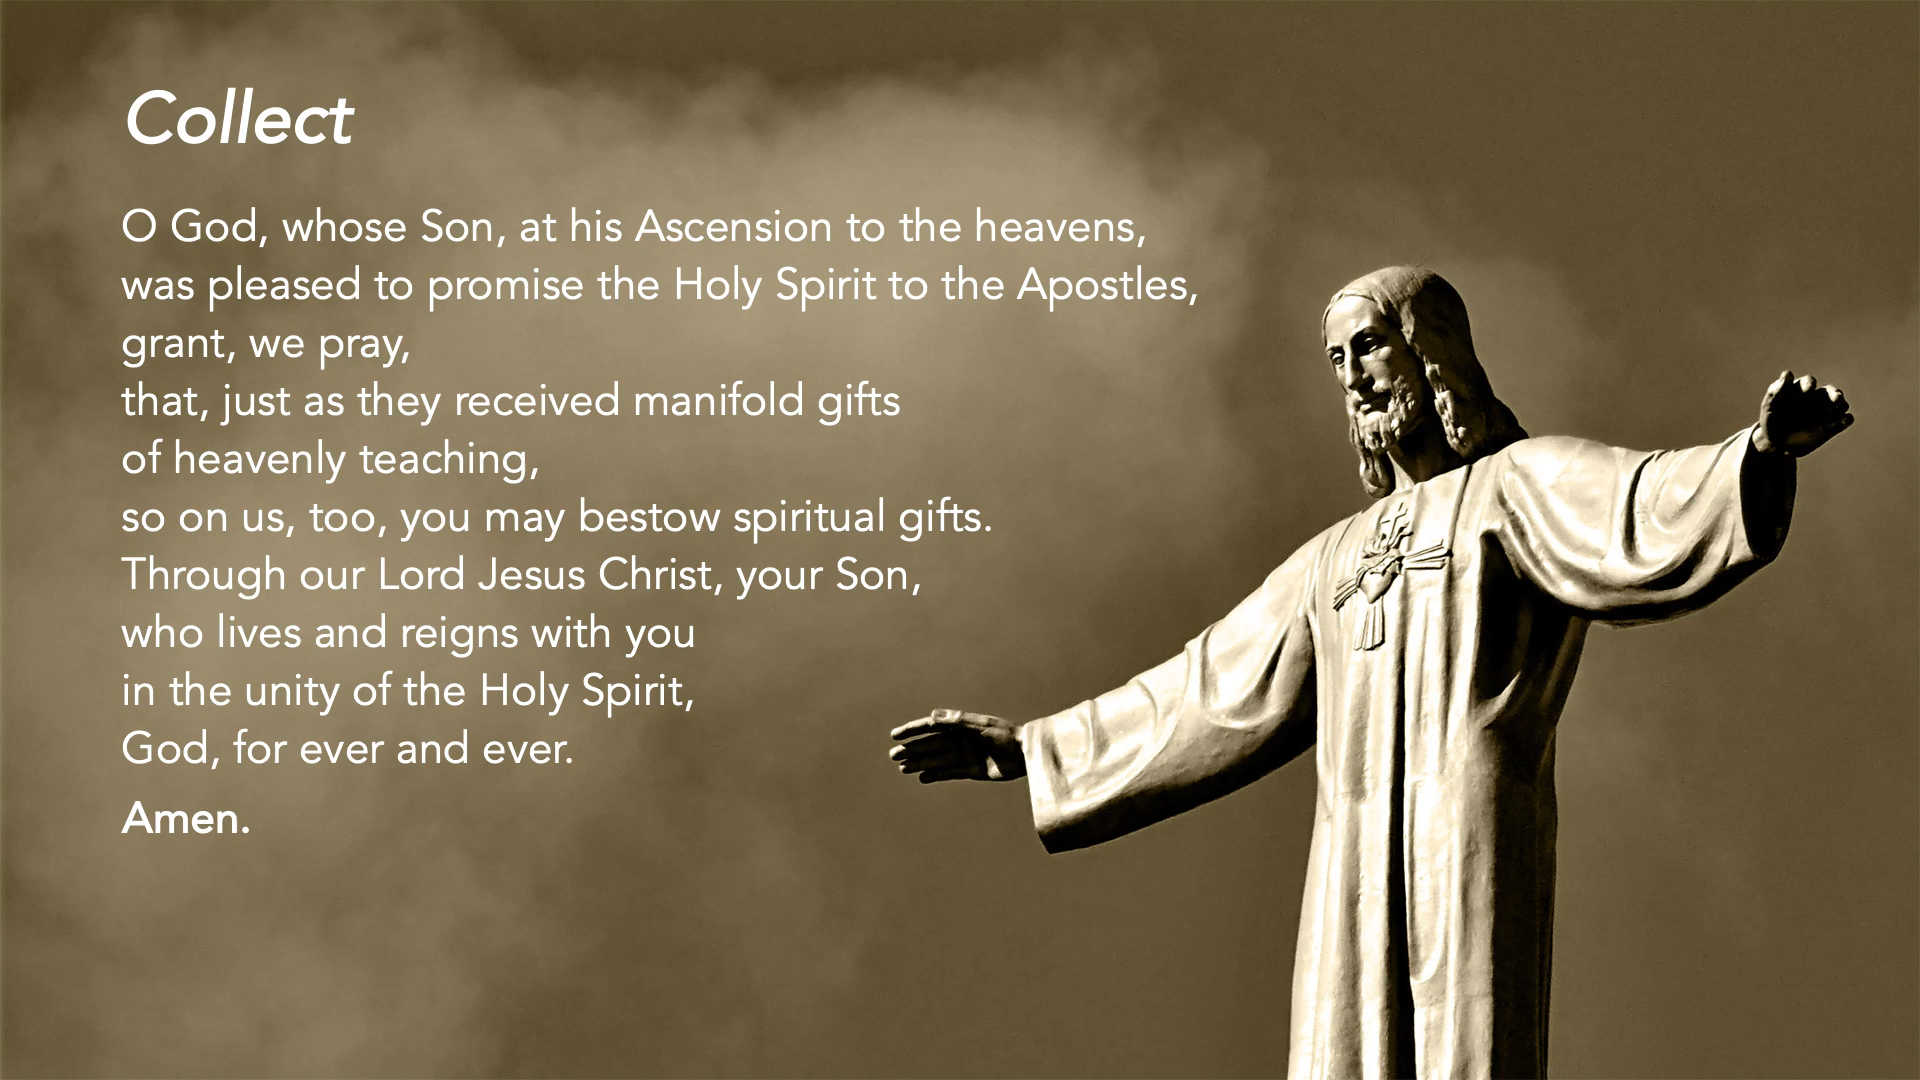 Collect
O God, whose Son, at his Ascension to the heavens,
was pleased to promise the Holy Spirit to the Apostles,
grant, we pray,
that, just as they received manifold gifts
of heavenly teaching,
so on us, too, you may bestow spiritual gifts.
Through our Lord Jesus Christ, your Son,
who lives and reigns with you
in the unity of the Holy Spirit,
God, for ever and ever.
Amen.